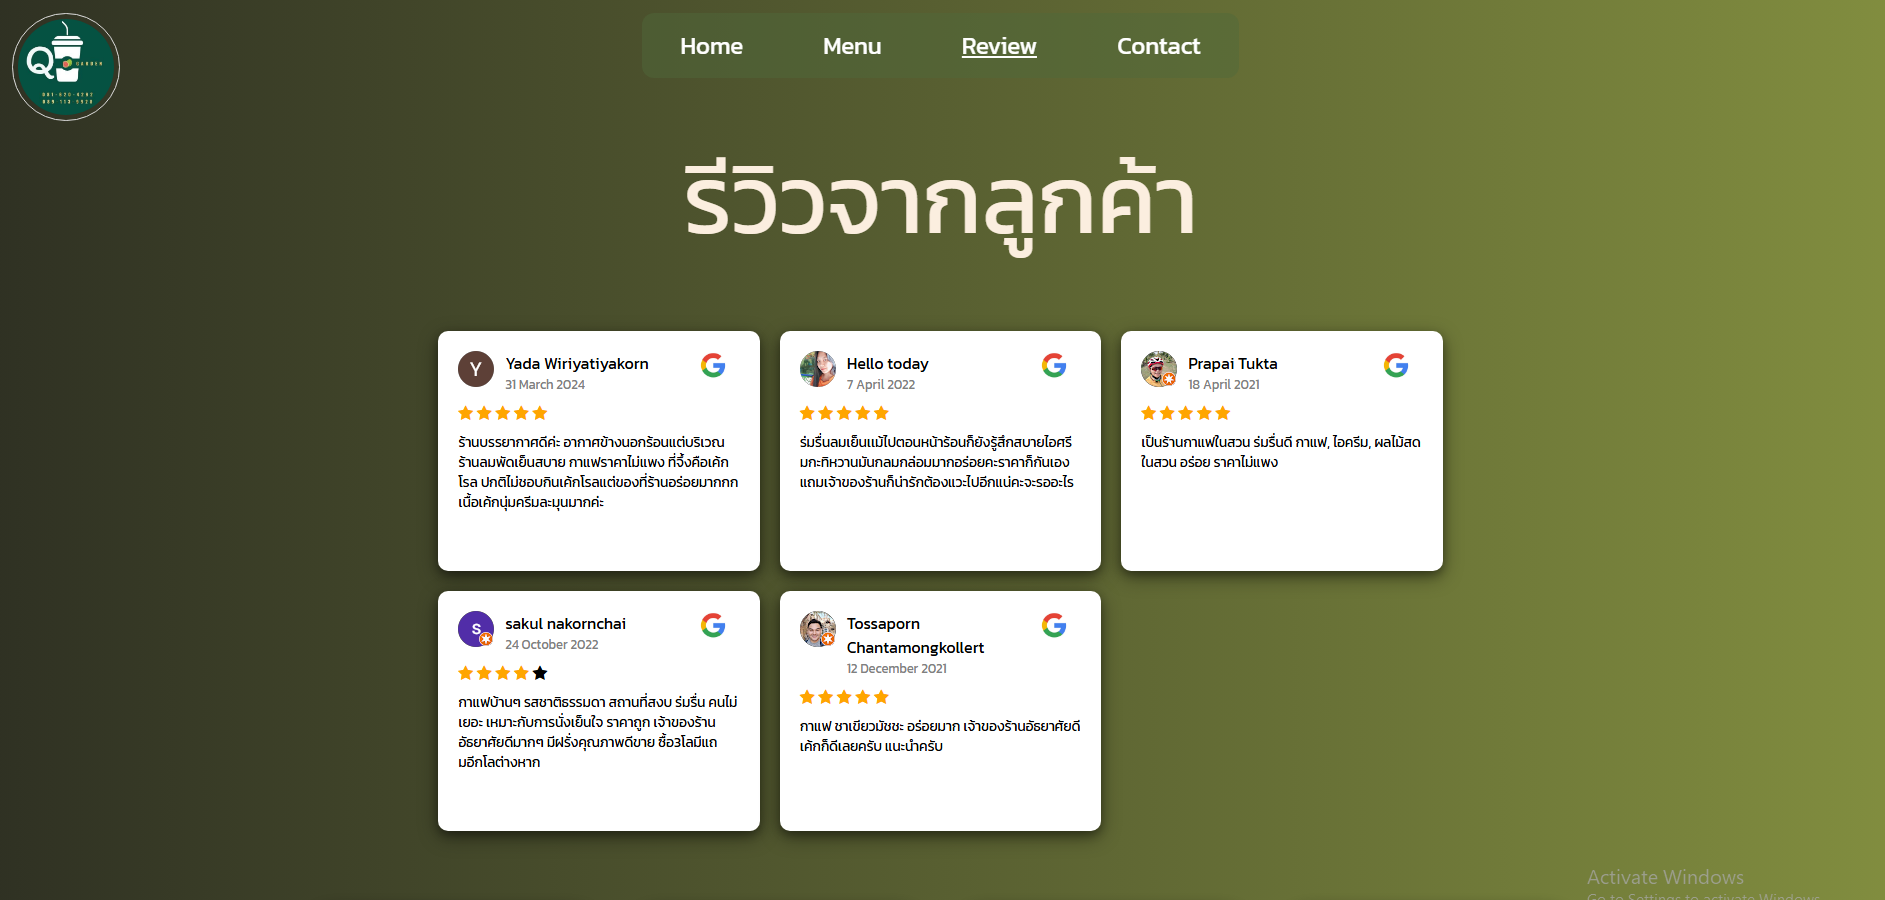 Q
GARDEN
Home
Menu
Review
Contact
รีวิวจากลูกค้า
Y
Yada Wiriyatiyakorn
31 March 2024
ร้านบรรยากาศดีค่ะ อากาศข้างนอกร้อนแต่บริเวณ
ร้านลมพัดเย็นสบาย กาแฟราคาไม่แพง ที่จึ้งคือเค้ก
โรล ปกติไม่ชอบกินเค้กโรลแต่ของที่ร้านอร่อยมากกก
เนื้อเค้กนุ่มครีมละมุนมากค่ะ
Hello today
7 April 2022
ร่มรื่นลมเย็นแม้ไปตอนหน้าร้อนก็ยังรู้สึกสบายไอศรี
มกะทิหวานมันกลมกล่อมมากอร่อยคะราคาก็กันเอง
แถมเจ้าของร้านก็น่ารักต้องแวะไปอีกแน่คะจะรออะไร
Prapai Tukta
18 April 2021
เป็นร้านกาแฟในสวน ร่มรื่นดี กาแฟ, ไอครีม, ผลไม้สด
ในสวน อร่อย ราคาไม่แพง
s
sakul nakornchai
24 October 2022
กาแฟบ้านๆ รสชาติธรรมดา สถานที่สงบ ร่มรื่น คนไม่
เยอะ เหมาะกับการนั่งเย็นใจ ราคาถูก เจ้าของร้าน
อัธยาศัยดีมากๆ มีฝรั่งคุณภาพดีขาย ซื้อ3โลมีแถ
มอีกโลต่างหาก
Tossaporn
Chantamongkollert
12 December 2021
กาแฟ ชาเขียวมัชชะ อร่อยมาก เจ้าของร้านอัธยาศัยดี
เค้กก็ดีเลยครับ แนะนำครับ
Activate Windows
Go to Settings to activate Windows.